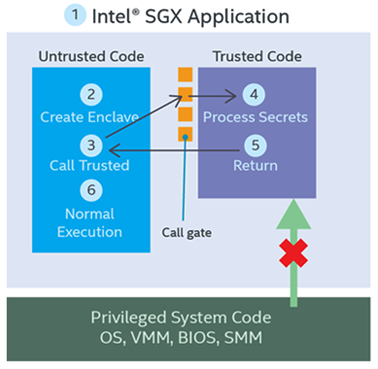 1 Intel® SGX Application
Untrusted Code
Trusted Code
2
Create Enclave
3
Call Trusted
6
Normal
Execution
4
Process Secrets
5
Return
Call gate
Privileged System Code
OS, VMM, BIOS, SMM